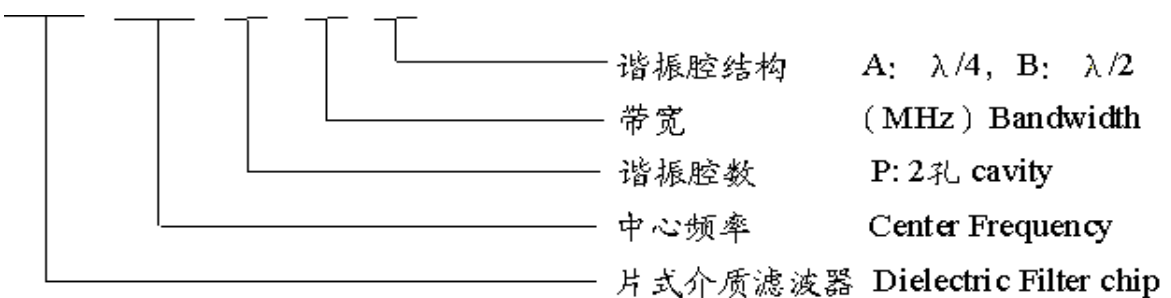 谐振腔结构 A: λ/4, B: λ/2
带宽 (MHz) Bandwidth
谐振腔数 P: 2孔 cavity
中心频率 Center Frequency
片式介质滤波器 Dielectric Filter chip